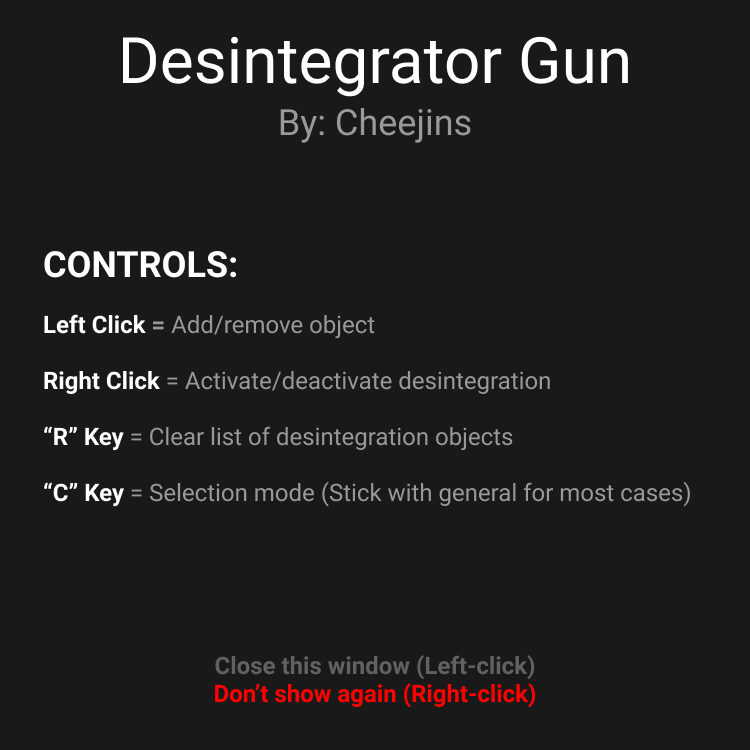 Desintegrator Gun
By: Cheejins
CONTROLS:
Left Click = Add/remove object
Right Click = Activate/deactivate desintegration
“R” Key = Clear list of desintegration objects
“C” Key = Selection mode (Stick with general for most cases)
Close this window (Left-click)
Don’t show again (Right-click)